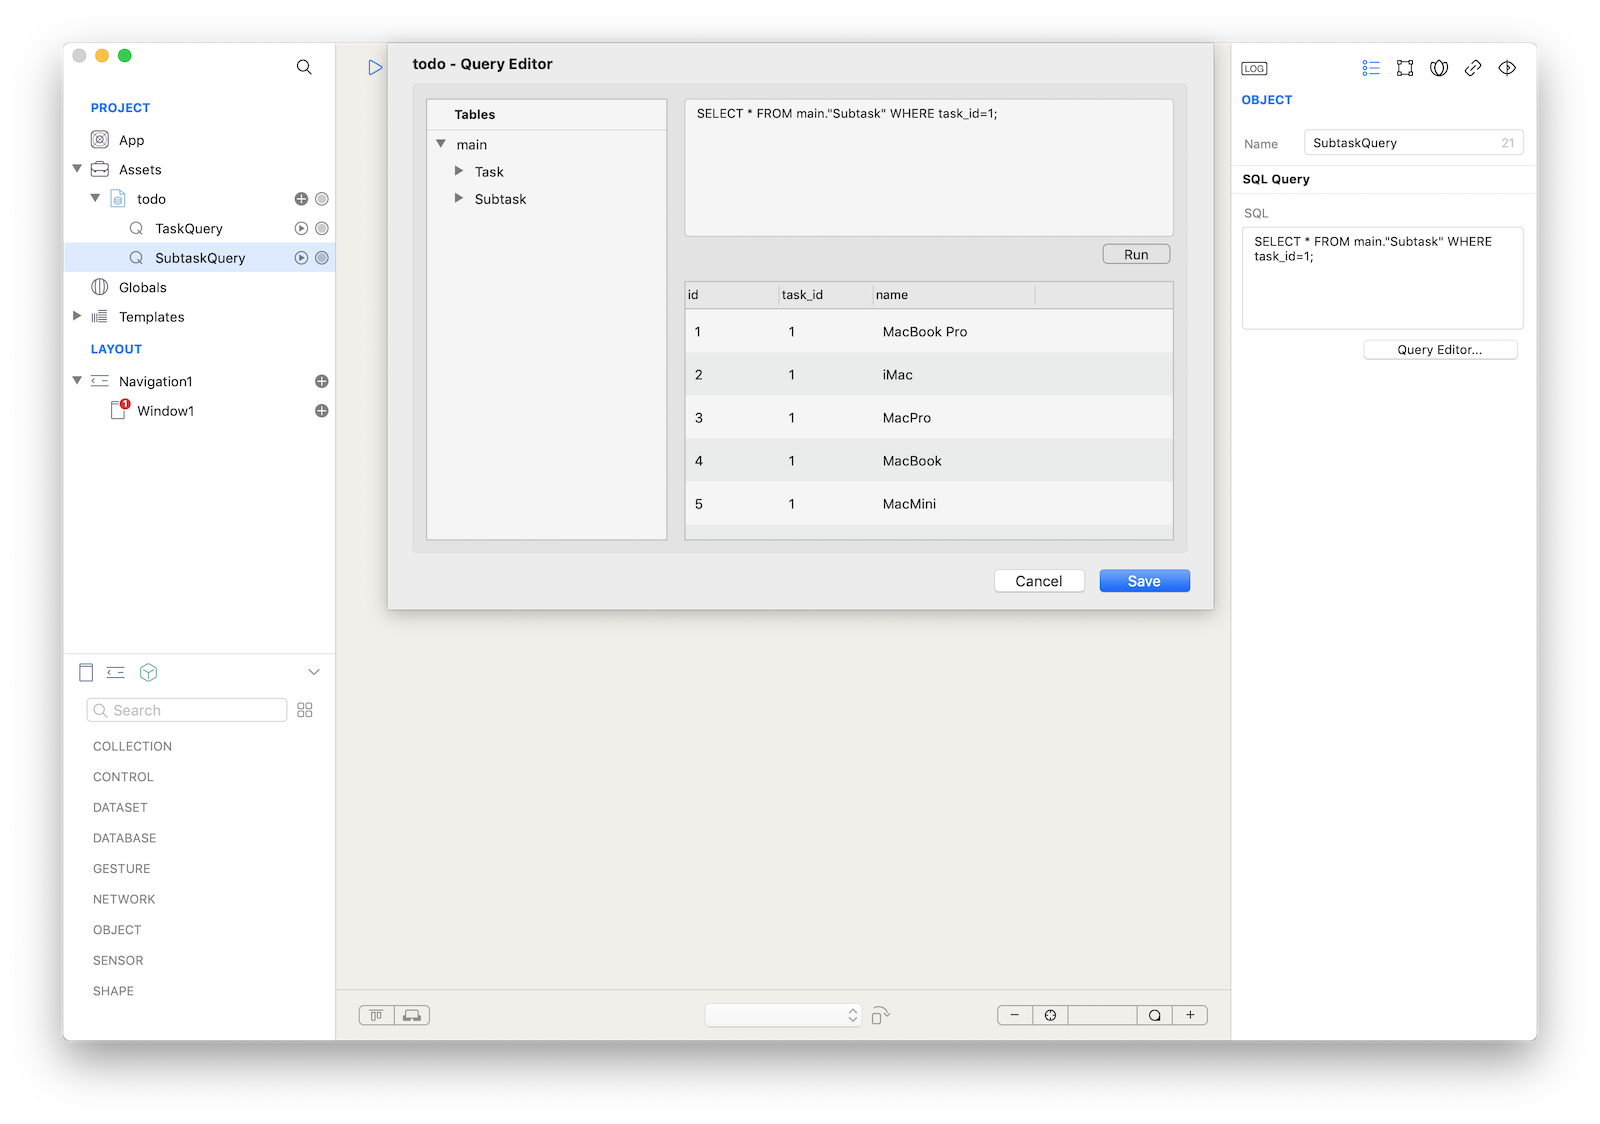 PROJECT
App
Assets
todo
TaskQuery
SubtaskQuery
Globals
Templates
LAYOUT
Navigation1
1
Window1
Search
COLLECTION
CONTROL
DATASET
DATABASE
GESTURE
NETWORK
OBJECT
SENSOR
SHAPE
todo - Query Editor
Tables
main
Task
Subtask
SELECT * FROM main."Subtask" WHERE task_id=1;
Run
id task_id name
1 1 MacBook Pro
2 1 iMac
3 1 MacPro
4 1 MacBook
5 1 MacMini
Cancel Save
LOG
OBJECT
Name SubtaskQuery 21
SQL Query
SQL
SELECT * FROM main."Subtask" WHERE
task_id=1;
Query Editor...